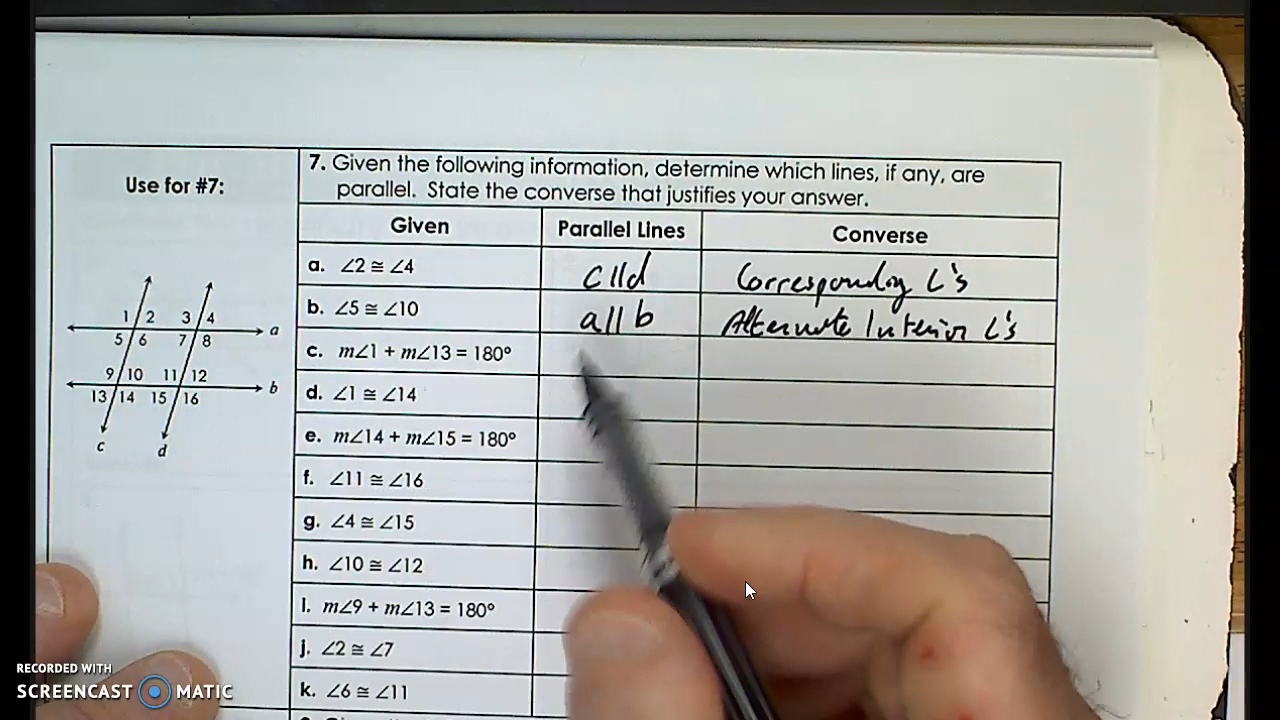 Use for #7:
7. Given the following information, determine which lines, if any, are
parallel. State the converse that justifies your answer.
Given Parallel Lines Converse
a. ∠2 ≅ ∠4 c||d Corresponding ∠'s
b. ∠5 ≅ ∠10 a||b Alternate Interior ∠'s
c. m∠1 + m∠13 = 180°
d. ∠1 ≅ ∠14
e. m∠14 + m∠15 = 180°
f. ∠11 ≅ ∠16
g. ∠4 ≅ ∠15
h. ∠10 ≅ ∠12
I. m∠9 + m∠13 = 180°
j. ∠2 ≅ ∠7
k. ∠6 ≅ ∠11
1 2 3 4 a
5 6 7 8
9 10 11 12 b
13 14 15 16
c d
RECORDED WITH
SCREENCAST MATIC